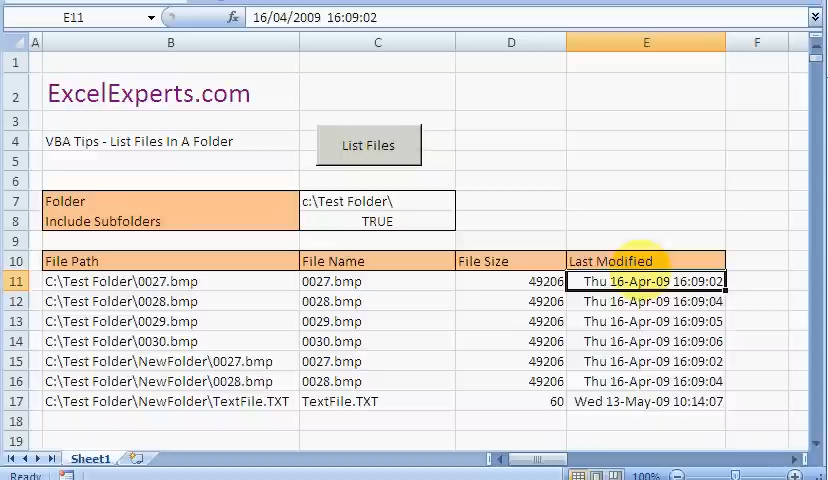 E11 fx 16/04/2009 16:09:02
A B C D E F
1
2 ExcelExperts.com
3
4 VBA Tips - List Files In A Folder List Files
5
6
7 Folder c:\Test Folder\
8 Include Subfolders TRUE
9
10 File Path File Name File Size Last Modified
11 C:\Test Folder\0027.bmp 0027.bmp 49206 Thu 16-Apr-09 16:09:02
12 C:\Test Folder\0028.bmp 0028.bmp 49206 Thu 16-Apr-09 16:09:04
13 C:\Test Folder\0029.bmp 0029.bmp 49206 Thu 16-Apr-09 16:09:05
14 C:\Test Folder\0030.bmp 0030.bmp 49206 Thu 16-Apr-09 16:09:06
15 C:\Test Folder\NewFolder\0027.bmp 0027.bmp 49206 Thu 16-Apr-09 16:09:02
16 C:\Test Folder\NewFolder\0028.bmp 0028.bmp 49206 Thu 16-Apr-09 16:09:04
17 C:\Test Folder\NewFolder\TextFile.TXT TextFile.TXT 60 Wed 13-May-09 10:14:07
18
19
Sheet1
Ready 100%